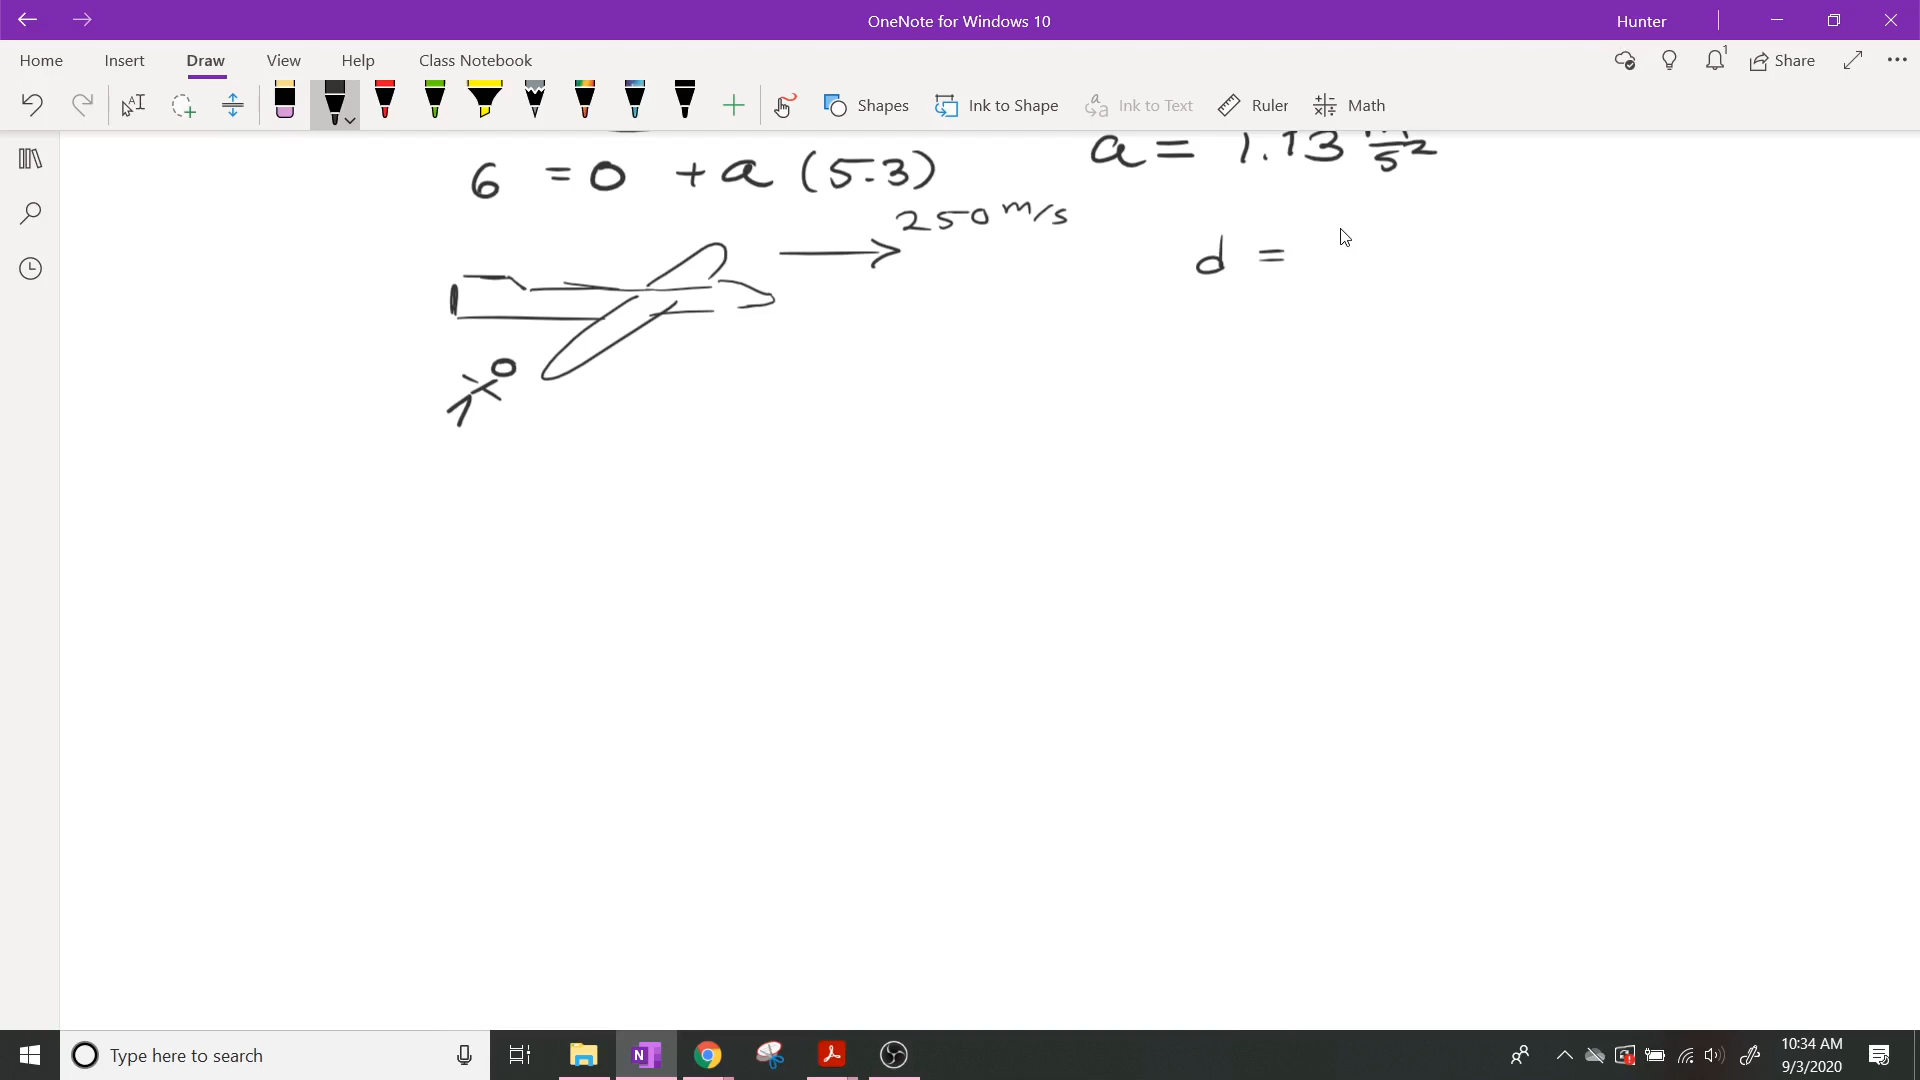 OneNote for Windows 10
Hunter
Home Insert Draw View Help Class Notebook
1
Share
Shapes Ink to Shape Ink to Text Ruler Math
6 = 0 + a (5.3)
a = 1.13 m/s²
250 m/s
d =
Type here to search
10:34 AM
9/3/2020